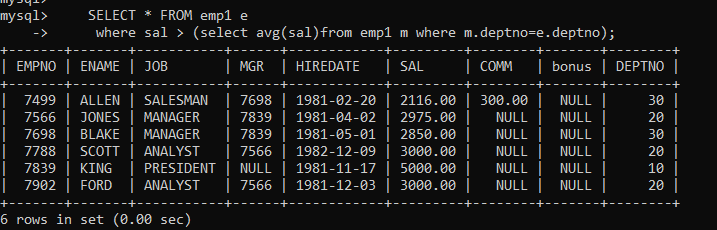 mysql>
mysql>     SELECT * FROM emp1 e
    ->      where sal > (select avg(sal)from emp1 m where m.deptno=e.deptno);
+-------+-------+-----------+------+------------+---------+--------+-------+--------+
| EMPNO | ENAME | JOB       | MGR  | HIREDATE   | SAL     | COMM   | bonus | DEPTNO |
+-------+-------+-----------+------+------------+---------+--------+-------+--------+
|  7499 | ALLEN | SALESMAN  | 7698 | 1981-02-20 | 2116.00 | 300.00 |  NULL |     30 |
|  7566 | JONES | MANAGER   | 7839 | 1981-04-02 | 2975.00 |   NULL |  NULL |     20 |
|  7698 | BLAKE | MANAGER   | 7839 | 1981-05-01 | 2850.00 |   NULL |  NULL |     30 |
|  7788 | SCOTT | ANALYST   | 7566 | 1982-12-09 | 3000.00 |   NULL |  NULL |     20 |
|  7839 | KING  | PRESIDENT | NULL | 1981-11-17 | 5000.00 |   NULL |  NULL |     10 |
|  7902 | FORD  | ANALYST   | 7566 | 1981-12-03 | 3000.00 |   NULL |  NULL |     20 |
+-------+-------+-----------+------+------------+---------+--------+-------+--------+
6 rows in set (0.00 sec)